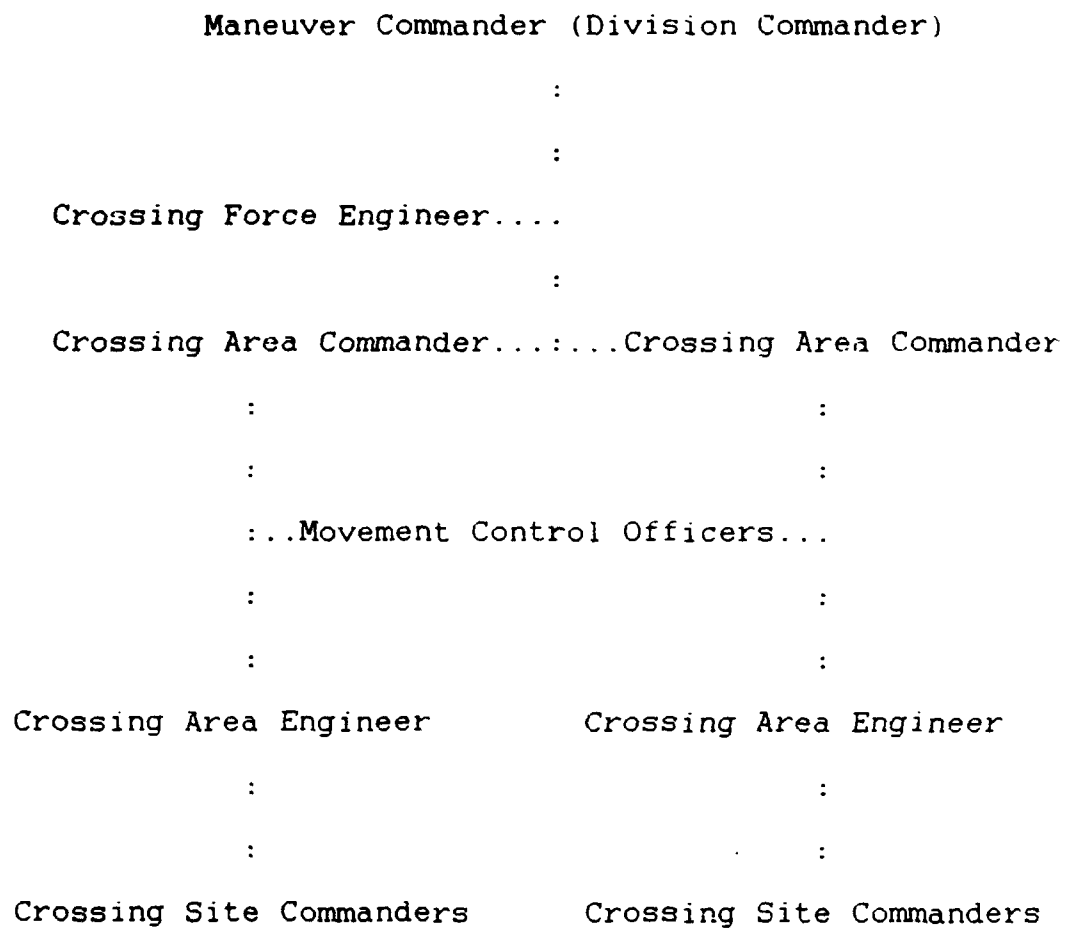 Maneuver Commander (Division Commander)
:
:
Crossing Force Engineer....
:
Crossing Area Commander...:...Crossing Area Commander
: :
: :
:..Movement Control Officers...
: :
: :
Crossing Area Engineer Crossing Area Engineer
: :
: :
Crossing Site Commanders Crossing Site Commanders